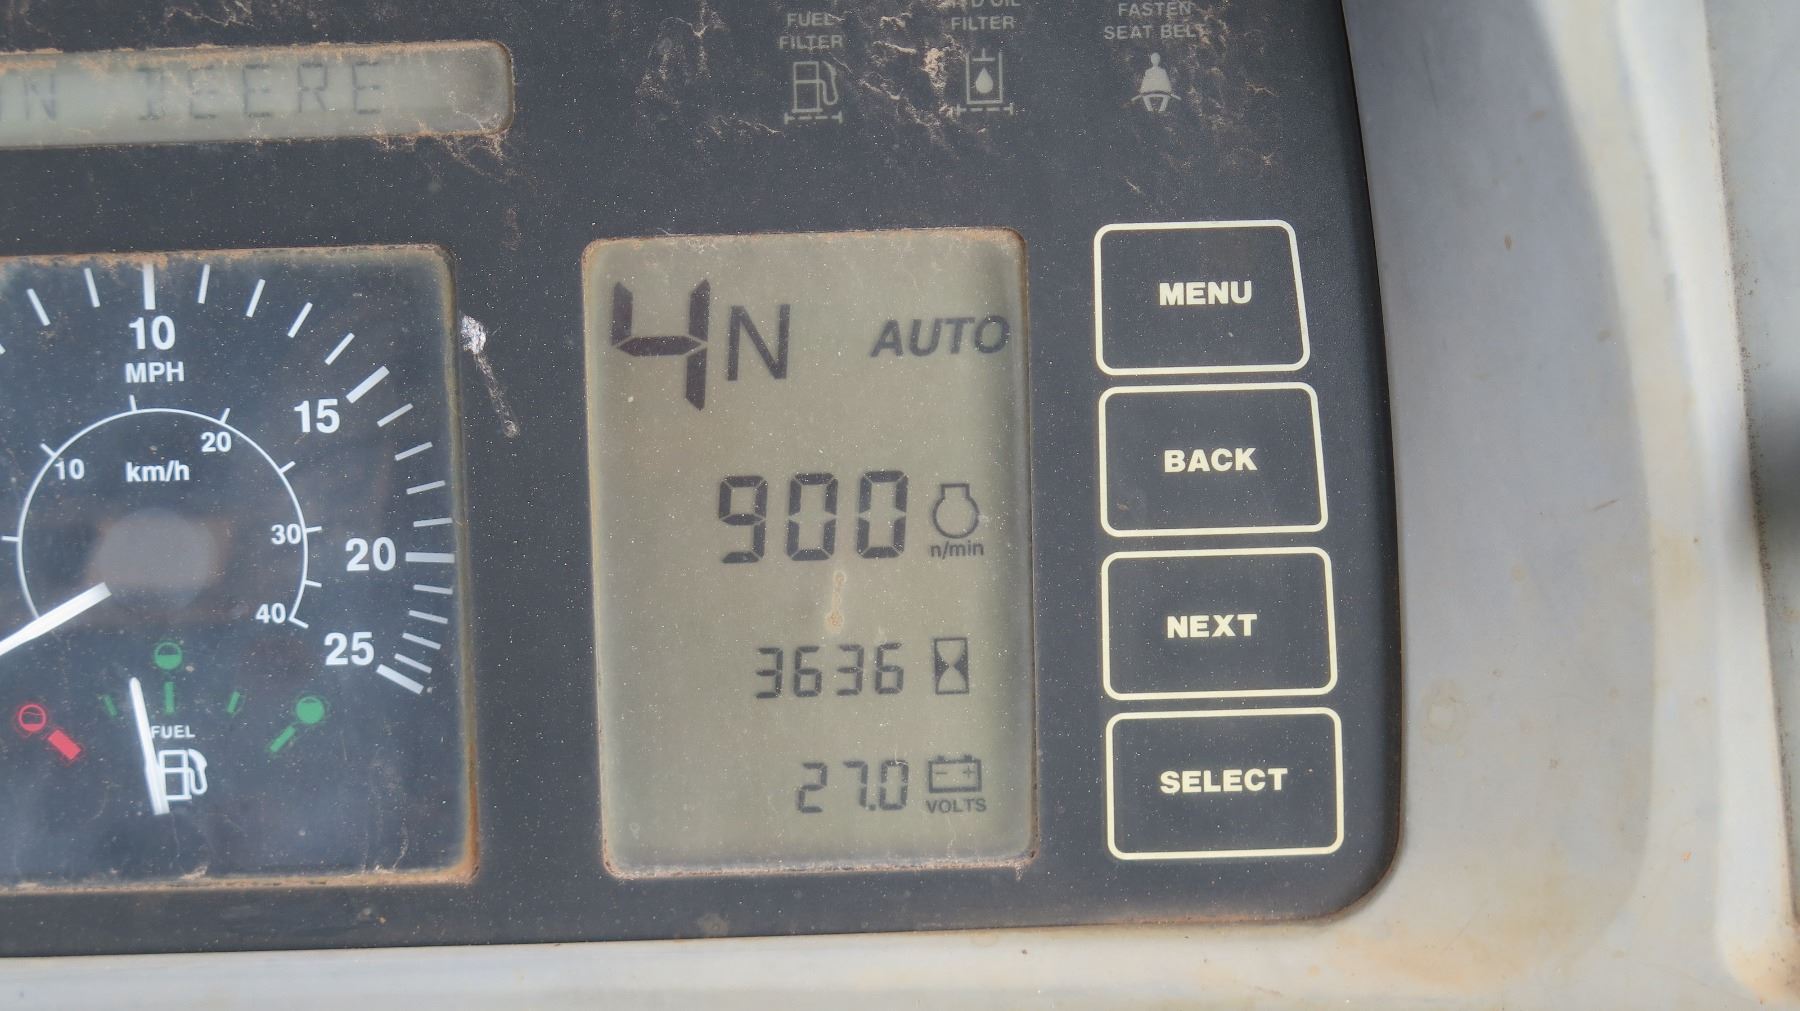 FUEL
FILTER
OIL
FILTER
FASTEN
SEAT BELT
N DEERE
10
MPH
15
20
25
10
20
30
40
km/h
FUEL
4N AUTO
900
n/min
3636
27.0
VOLTS
MENU
BACK
NEXT
SELECT